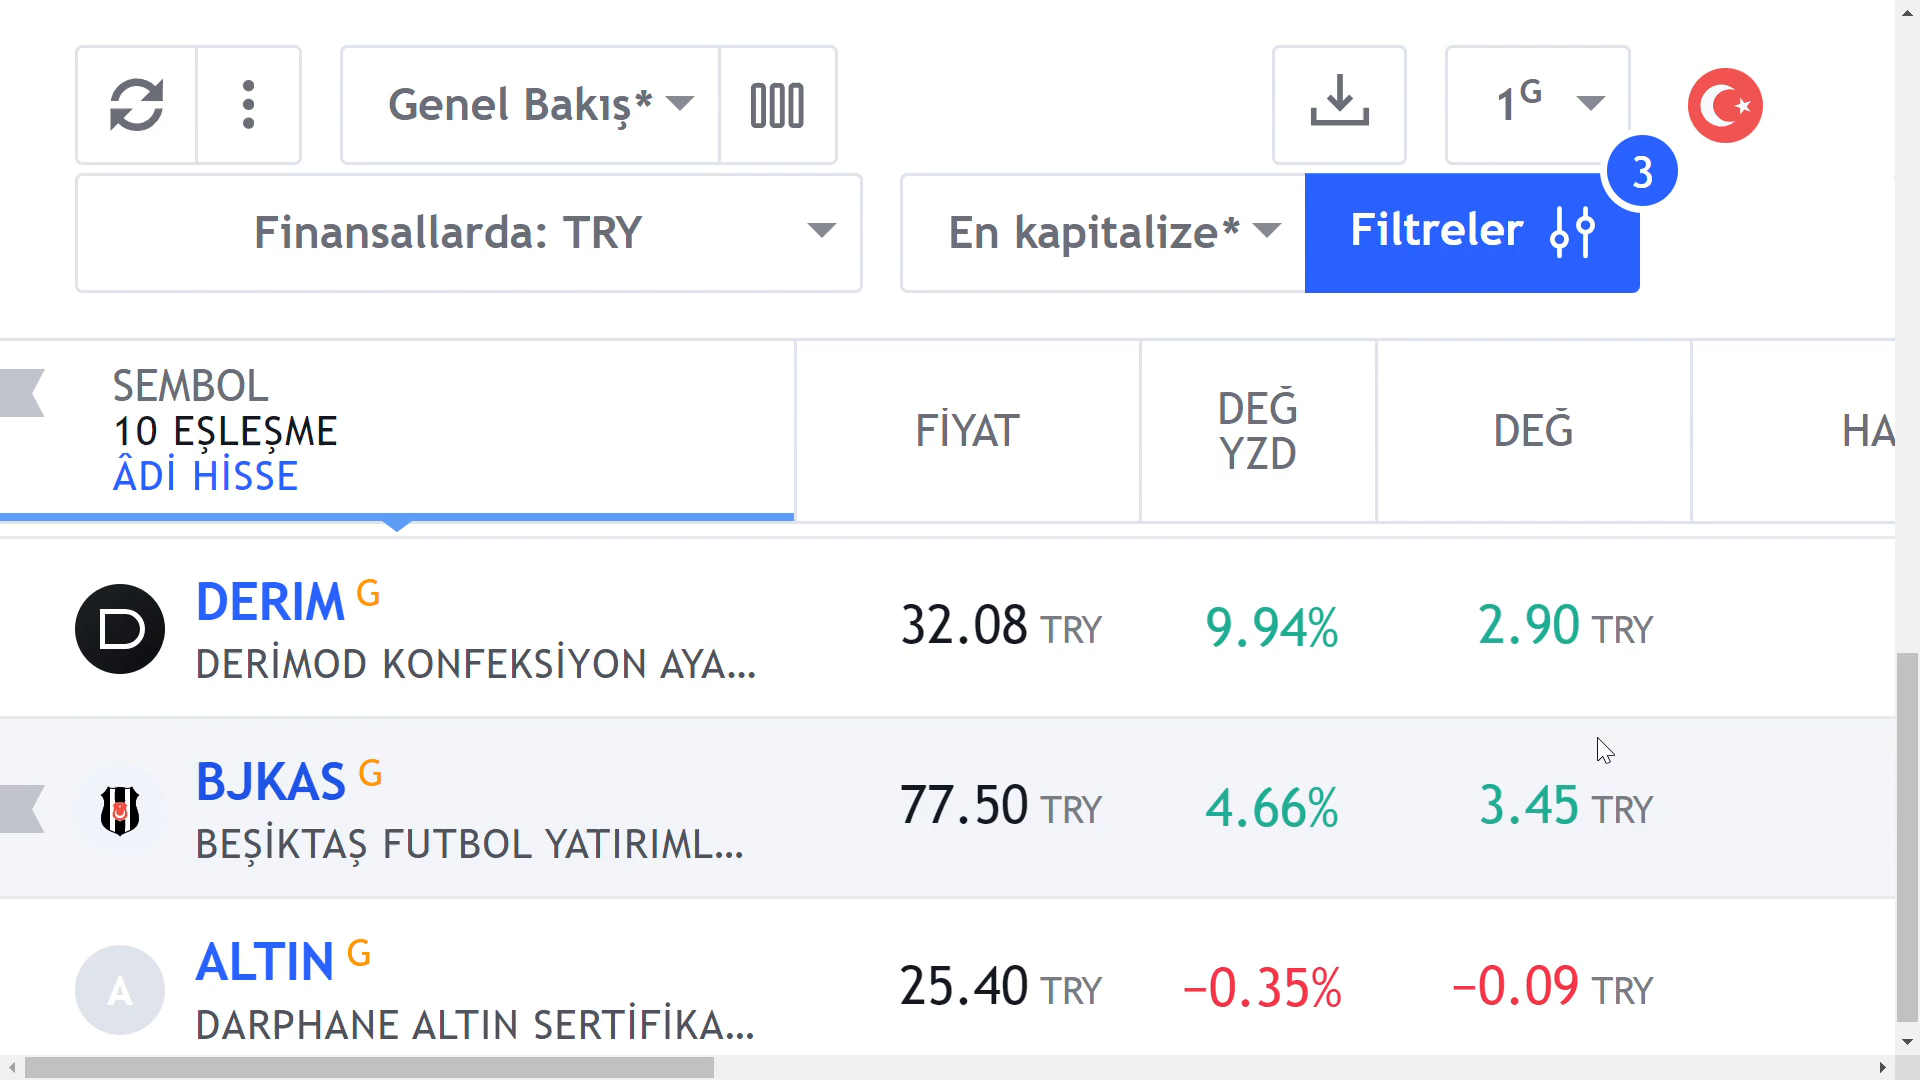 Genel Bakış*
1G
3
Finansallarda: TRY
En kapitalize*
Filtreler
SEMBOL
10 EŞLEŞME
ÂDİ HİSSE
FİYAT
DEĞ
YZD
DEĞ
HA
DERIM G
DERİMOD KONFEKSİYON AYA...
32.08 TRY
9.94%
2.90 TRY
BJKAS G
BEŞİKTAŞ FUTBOL YATIRIML...
77.50 TRY
4.66%
3.45 TRY
A
ALTIN G
DARPHANE ALTIN SERTİFİKA...
25.40 TRY
−0.35%
−0.09 TRY